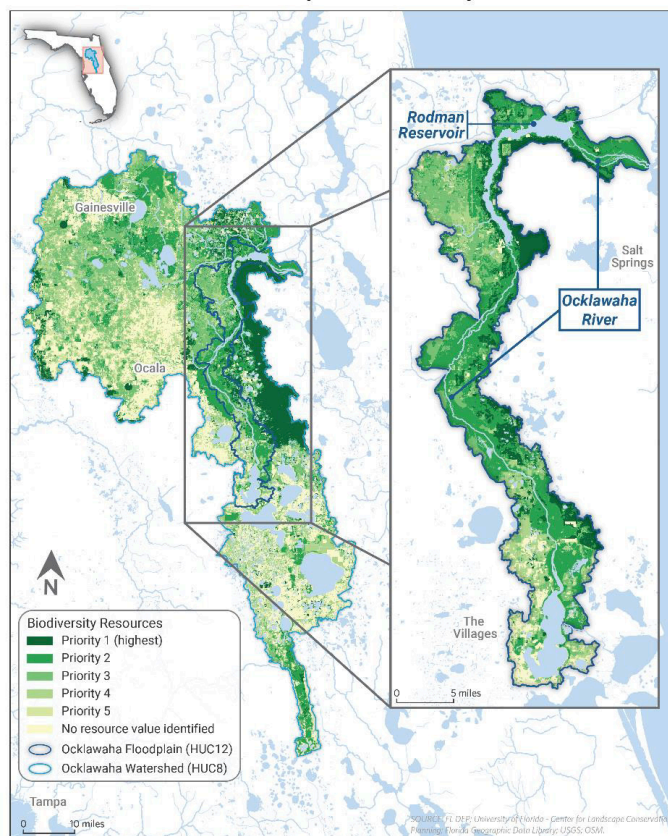 Rodman
Reservoir
Gainesville
Salt
Springs
Ocklawaha
River
Ocala
N
The
Villages
0 5 miles
Biodiversity Resources
Priority 1 (highest)
Priority 2
Priority 3
Priority 4
Priority 5
No resource value identified
Ocklawaha Floodplain (HUC12)
Ocklawaha Watershed (HUC8)
Tampa
0 10 miles
SOURCE: FL DEP; University of Florida - Center for Landscape Conservat
Planning; Florida Geographic Data Library; USGS; OSM.